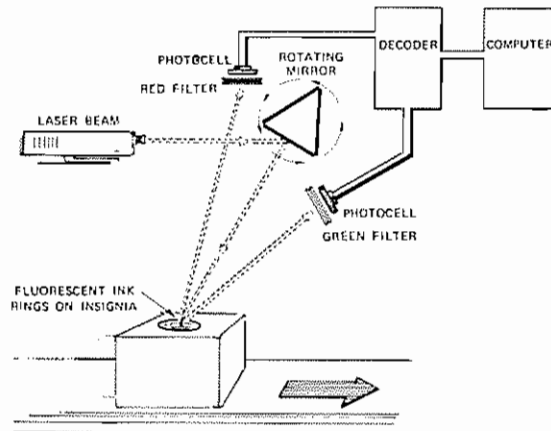 PHOTOCELL
RED FILTER
ROTATING
MIRROR
DECODER
COMPUTER
LASER BEAM
PHOTOCELL
GREEN FILTER
FLUORESCENT INK
RINGS ON INSIGNIA